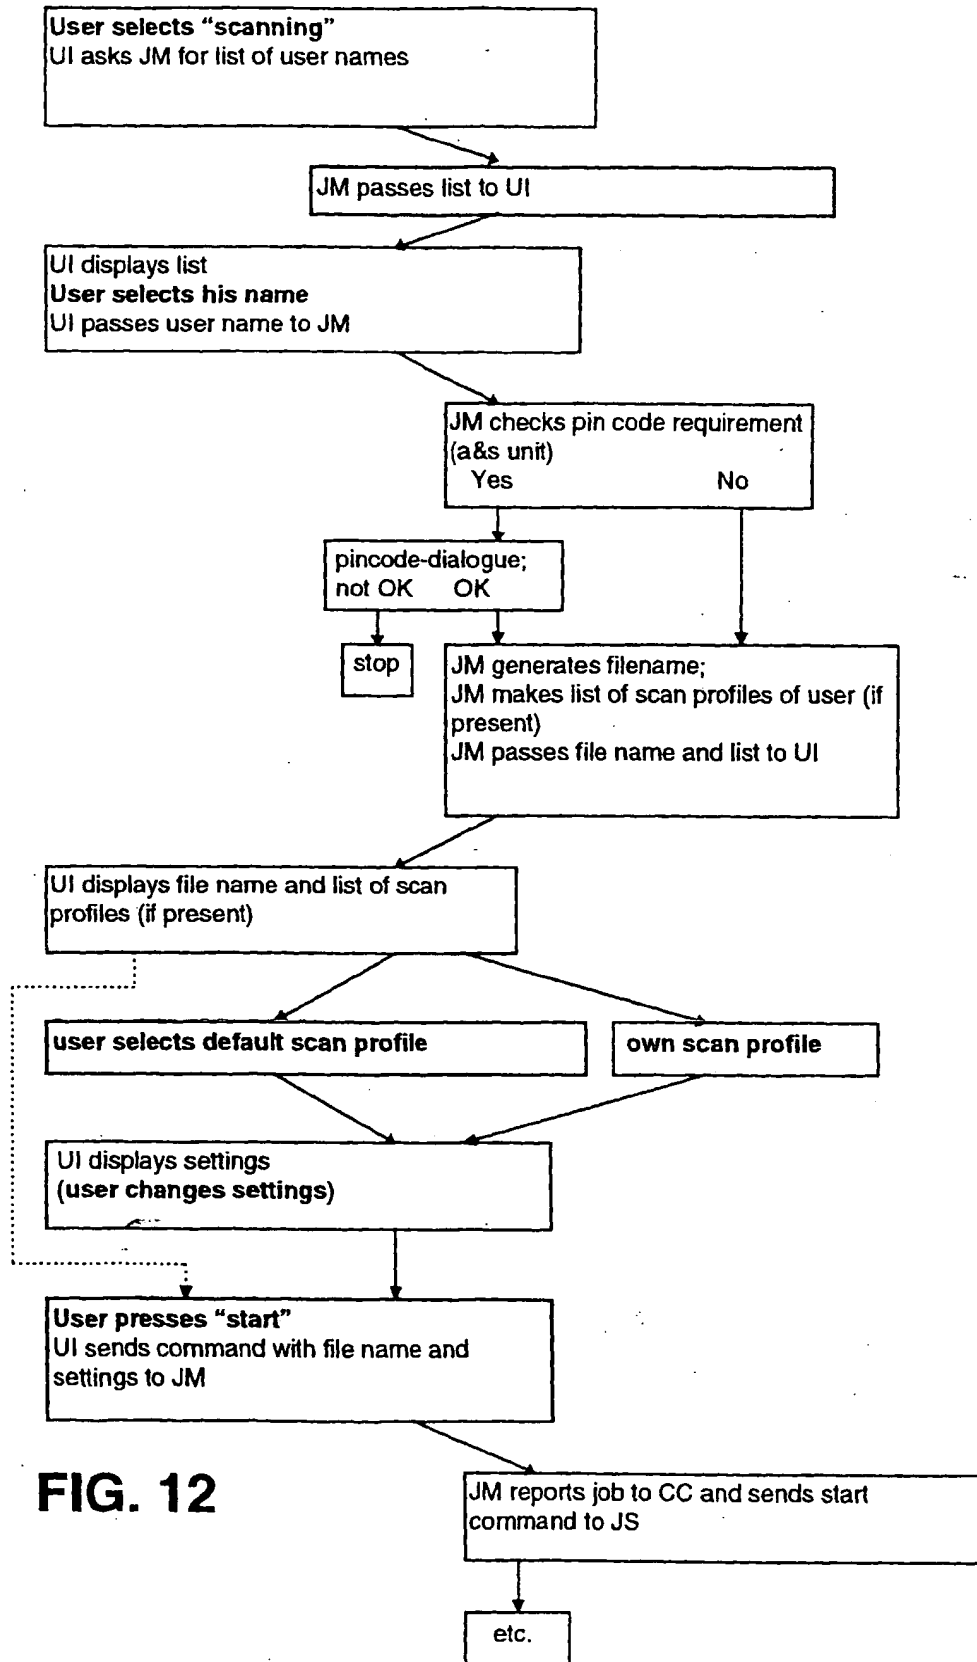 User selects “scanning”
UI asks JM for list of user names
JM passes list to UI
UI displays list
User selects his name
UI passes user name to JM
JM checks pin code requirement
(a&s unit)
Yes No
pincode-dialogue;
not OK OK
stop
JM generates filename;
JM makes list of scan profiles of user (if
present)
JM passes file name and list to UI
UI displays file name and list of scan
profiles (if present)
user selects default scan profile
own scan profile
UI displays settings
(user changes settings)
User presses “start”
UI sends command with file name and
settings to JM
FIG. 12
JM reports job to CC and sends start
command to JS
etc.